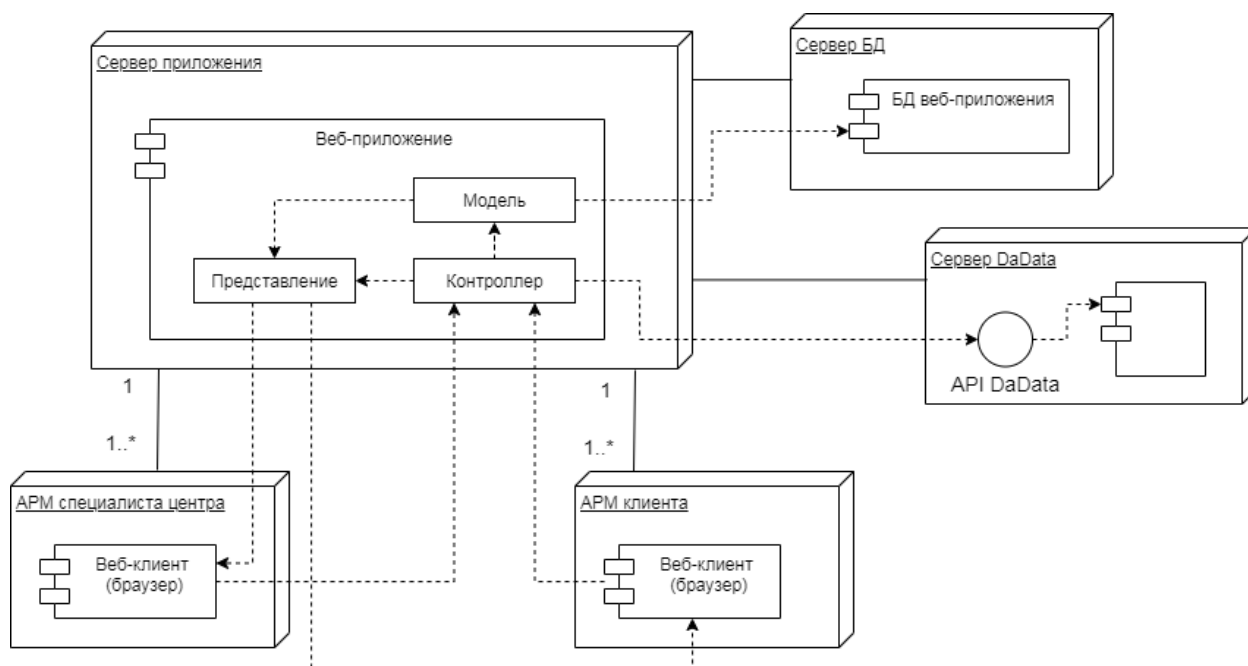 Сервер приложения
Веб-приложение
Модель
Представление
Контроллер
Сервер БД
БД веб-приложения
Сервер DaData
API DaData
1
1..*
1
1..*
АРМ специалиста центра
Веб-клиент
(браузер)
АРМ клиента
Веб-клиент
(браузер)